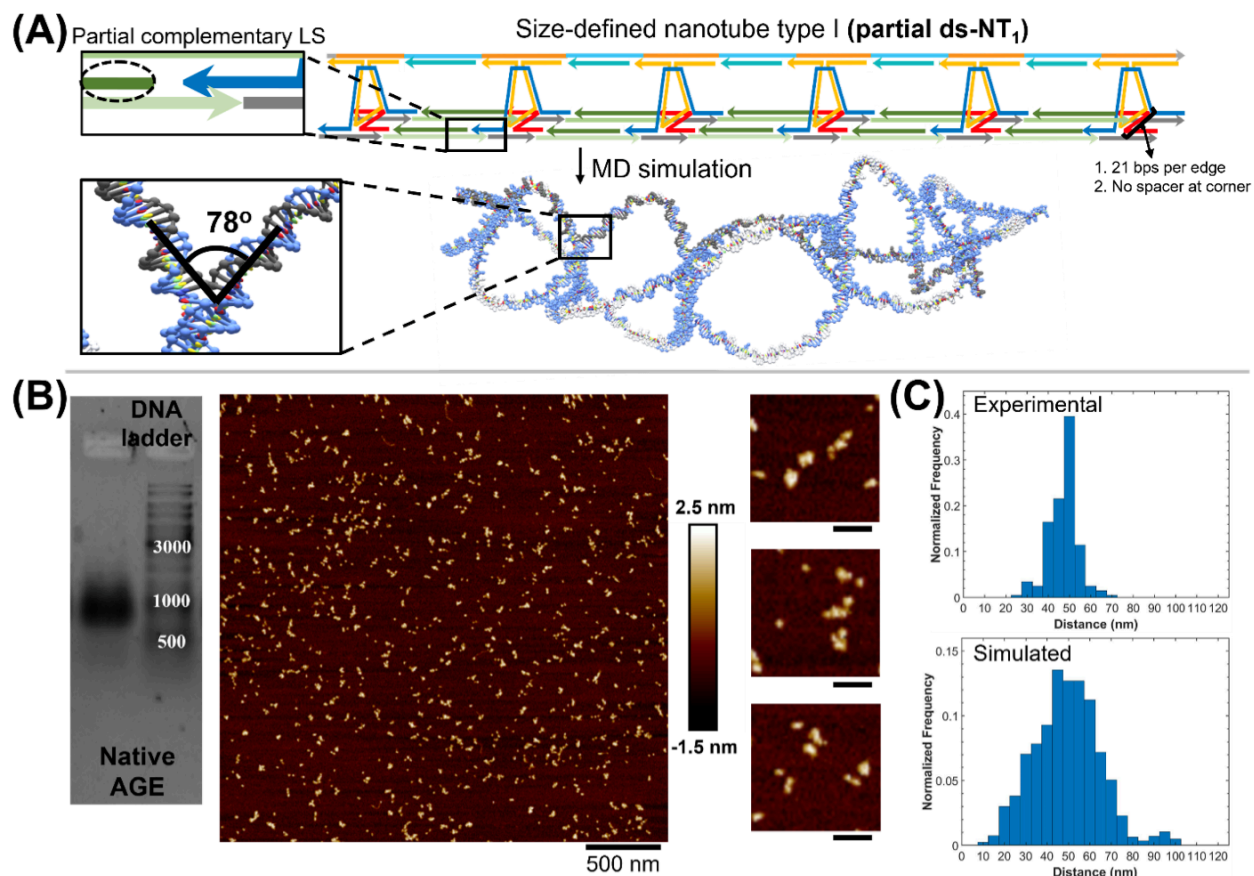 (A)
Partial complementary LS
Size-defined nanotube type I (partial ds-NT₁)
1. 21 bps per edge
2. No spacer at corner
MD simulation
78º
(B)
DNA
ladder
3000
1000
500
Native
AGE
2.5 nm
-1.5 nm
500 nm
(C)
Experimental
Normalized Frequency
0.4
0.3
0.2
0.1
0
0 10 20 30 40 50 60 70 80 90 100 110 120
Distance (nm)
Simulated
Normalized Frequency
0.15
0.1
0.05
0
0 10 20 30 40 50 60 70 80 90 100 110 120
Distance (nm)